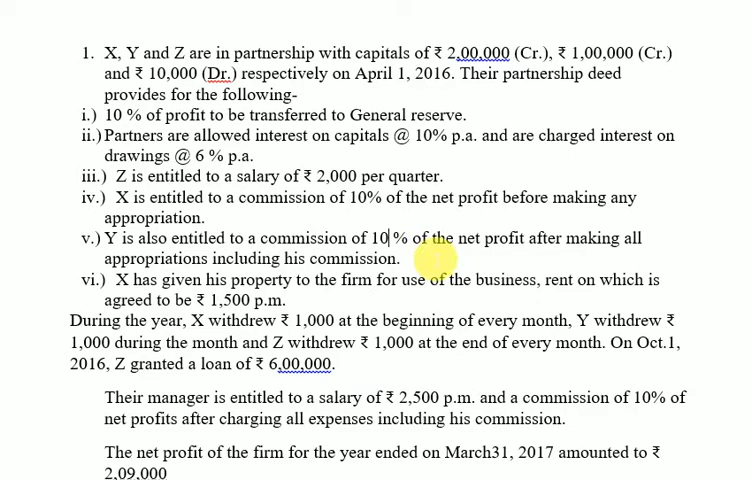 1. X, Y and Z are in partnership with capitals of ₹ 2,00,000 (Cr.), ₹ 1,00,000 (Cr.)
and ₹ 10,000 (Dr.) respectively on April 1, 2016. Their partnership deed
provides for the following-
i.) 10 % of profit to be transferred to General reserve.
ii.) Partners are allowed interest on capitals @ 10% p.a. and are charged interest on
drawings @ 6 % p.a.
iii.) Z is entitled to a salary of ₹ 2,000 per quarter.
iv.) X is entitled to a commission of 10% of the net profit before making any
appropriation.
v.) Y is also entitled to a commission of 10 % of the net profit after making all
appropriations including his commission.
vi.) X has given his property to the firm for use of the business, rent on which is
agreed to be ₹ 1,500 p.m.
During the year, X withdrew ₹ 1,000 at the beginning of every month, Y withdrew ₹
1,000 during the month and Z withdrew ₹ 1,000 at the end of every month. On Oct.1,
2016, Z granted a loan of ₹ 6,00,000.
Their manager is entitled to a salary of ₹ 2,500 p.m. and a commission of 10% of
net profits after charging all expenses including his commission.
The net profit of the firm for the year ended on March31, 2017 amounted to ₹
2,09,000